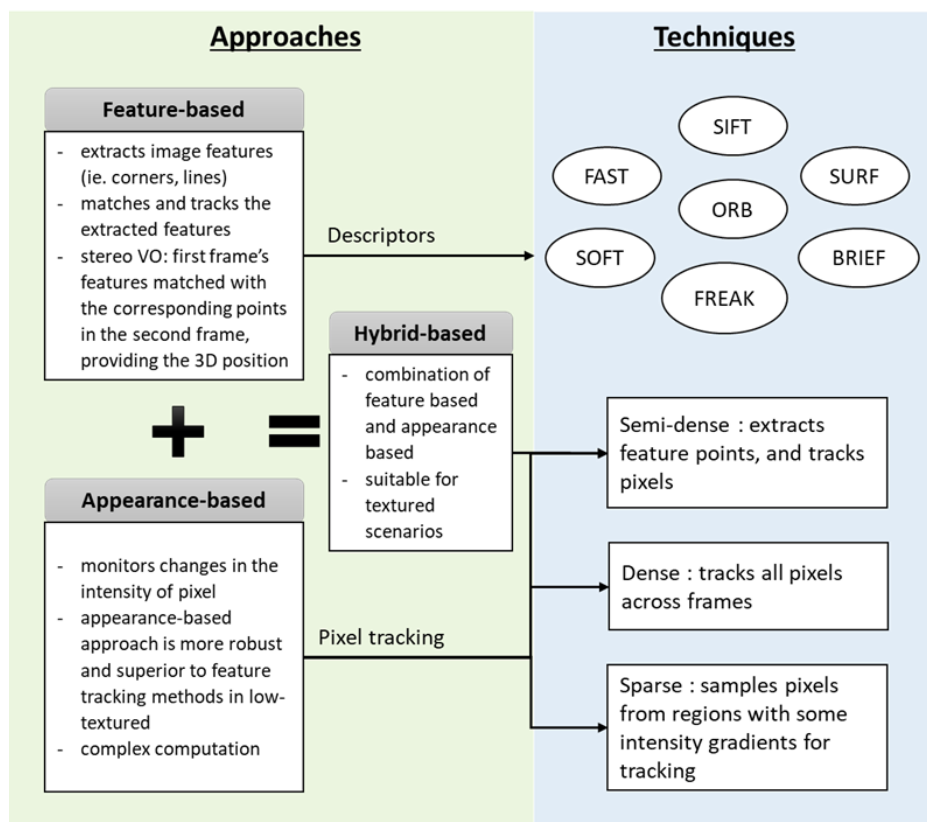 Approaches
Feature-based
- extracts image features
(ie. corners, lines)
- matches and tracks the
extracted features
- stereo VO: first frame's
features matched with
the corresponding points
in the second frame,
providing the 3D position
Descriptors
+
=
Hybrid-based
- combination of
feature based
and appearance
based
- suitable for
textured
scenarios
Appearance-based
- monitors changes in the
intensity of pixel
- appearance-based
approach is more robust
and superior to feature
tracking methods in low-
textured
- complex computation
Pixel tracking
Techniques
SIFT
FAST
SURF
ORB
SOFT
BRIEF
FREAK
Semi-dense : extracts
feature points, and tracks
pixels
Dense : tracks all pixels
across frames
Sparse : samples pixels
from regions with some
intensity gradients for
tracking